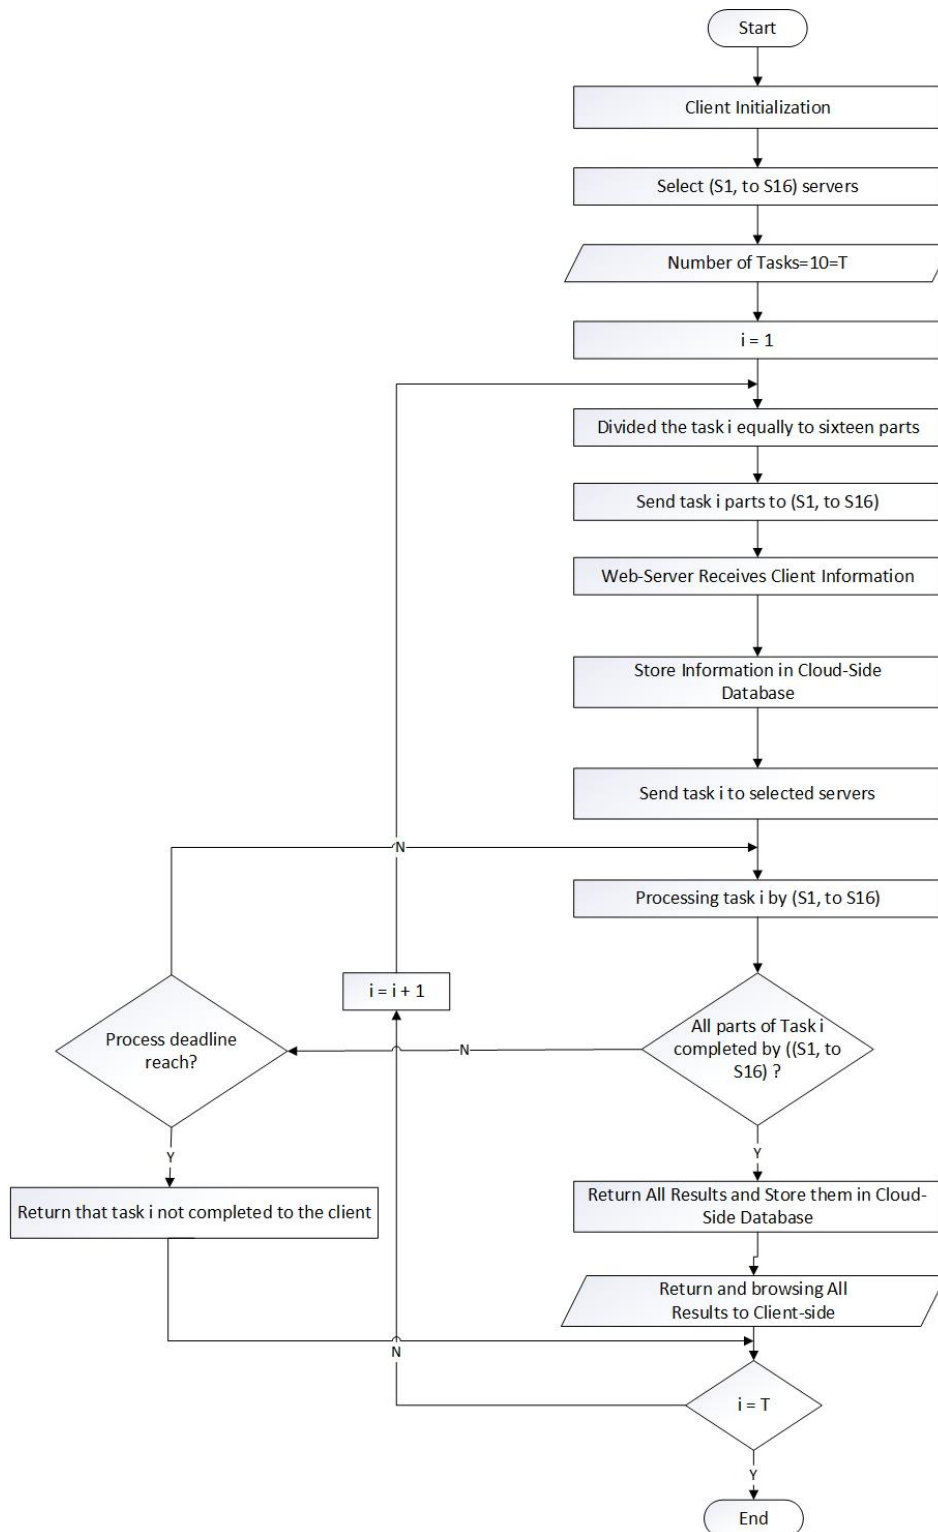 Start
Client Initialization
Select (S1, to S16) servers
Number of Tasks=10=T
i = 1
Divided the task i equally to sixteen parts
Send task i parts to (S1, to S16)
Web-Server Receives Client Information
Store Information in Cloud-Side
Database
Send task i to selected servers
N
Processing task i by (S1, to S16)
i = i + 1
Process deadline
reach?
N
All parts of Task i
completed by ((S1, to
S16) ?
Y
Y
Return that task i not completed to the client
Return All Results and Store them in Cloud-
Side Database
Return and browsing All
Results to Client-side
N
i = T
Y
End